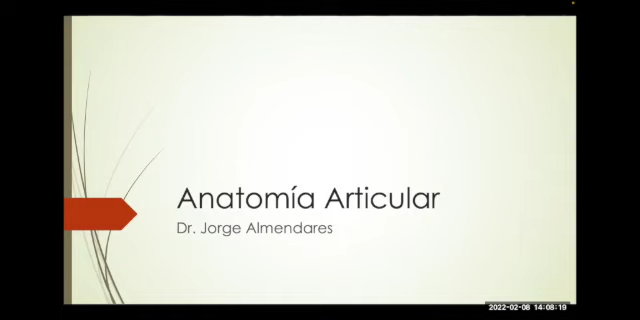 Anatomía Articular
Dr. Jorge Almendares
2022-02-08 14:08:19